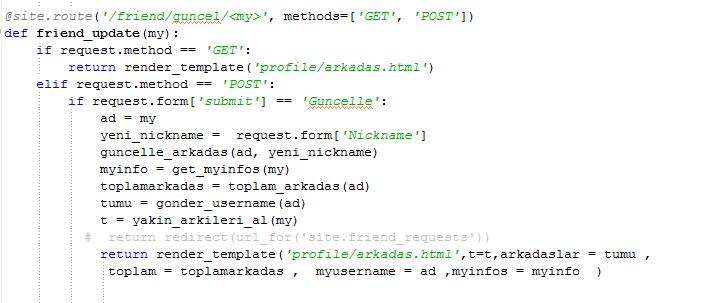 @site.route('/friend/guncel/<my>', methods=['GET', 'POST'])
def friend_update(my):
    if request.method == 'GET':
        return render_template('profile/arkadas.html')
    elif request.method == 'POST':
        if request.form['submit'] == 'Guncelle':
            ad = my
            yeni_nickname =  request.form['Nickname']
            guncelle_arkadas(ad, yeni_nickname)
            myinfo = get_myinfos(my)
            toplamarkadas = toplam_arkadas(ad)
            tumu = gonder_username(ad)
            t = yakin_arkileri_al(my)
          #  return redirect(url_for('site.friend_requests'))
            return render_template('profile/arkadas.html',t=t,arkadaslar = tumu ,
             toplam = toplamarkadas ,  myusername = ad ,myinfos = myinfo  )